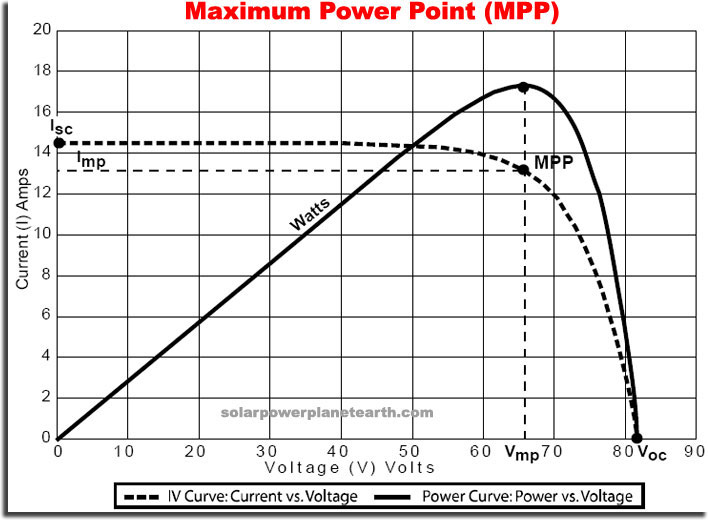 Maximum Power Point (MPP)
20
18
16
Isc
14
Imp
MPP
12
Watts
10
8
6
4
2
0
Current (I) Amps
solarpowerplanetearth.com
0 10 20 30 40 50 60 Vmp 70 80 Voc 90
Voltage (V) Volts
IV Curve: Current vs. Voltage
Power Curve: Power vs. Voltage